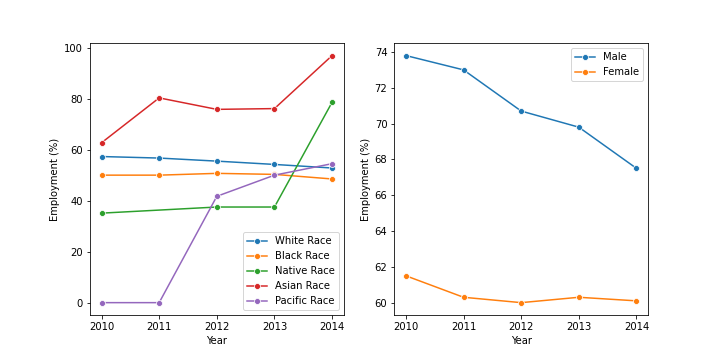 100
80
60
40
20
0
Employment (%)
2010 2011 2012 2013 2014
Year
White Race
Black Race
Native Race
Asian Race
Pacific Race
74
72
70
68
66
64
62
60
Employment (%)
2010 2011 2012 2013 2014
Year
Male
Female